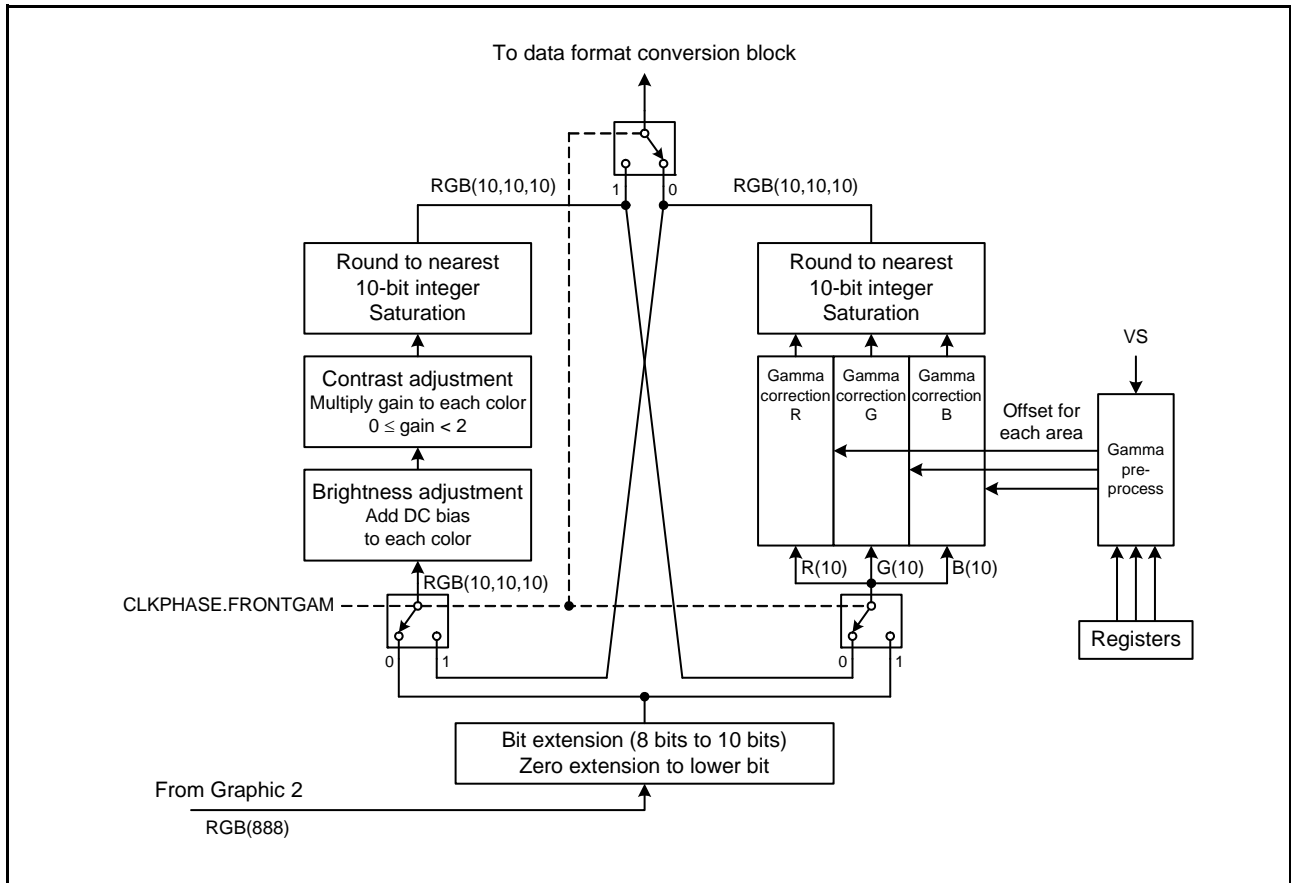 To data format conversion block
1
0
RGB(10,10,10)
RGB(10,10,10)
Round to nearest
10-bit integer
Saturation
Round to nearest
10-bit integer
Saturation
VS
Contrast adjustment
Multiply gain to each color
0 ≤ gain < 2
Gamma
correction
R
Gamma
correction
G
Gamma
correction
B
Offset for
each area
Gamma
pre-
process
Brightness adjustment
Add DC bias
to each color
R(10)
G(10)
B(10)
RGB(10,10,10)
CLKPHASE.FRONTGAM
0
1
0
1
Registers
Bit extension (8 bits to 10 bits)
Zero extension to lower bit
From Graphic 2
RGB(888)